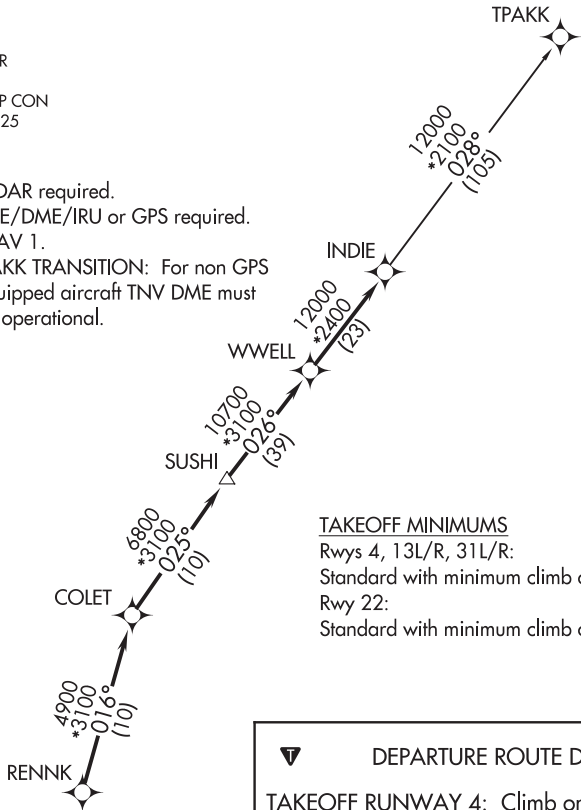 TPAKK
R
P CON
25
12000
*2100
028°
(105)
DAR required.
E/DME/IRU or GPS required.
AV 1.
AKK TRANSITION: For non GPS
uipped aircraft TNV DME must
operational.
INDIE
12000
*2400
(23)
WWELL
10700
*3100
026°
(39)
SUSHI
6800
*3100
025°
(10)
TAKEOFF MINIMUMS
Rwys 4, 13L/R, 31L/R:
Standard with minimum climb
Rwy 22:
Standard with minimum climb
COLET
4900
*3100
016°
(10)
RENNK
T
DEPARTURE ROUTE D
TAKEOFF RUNWAY 4: Climb on